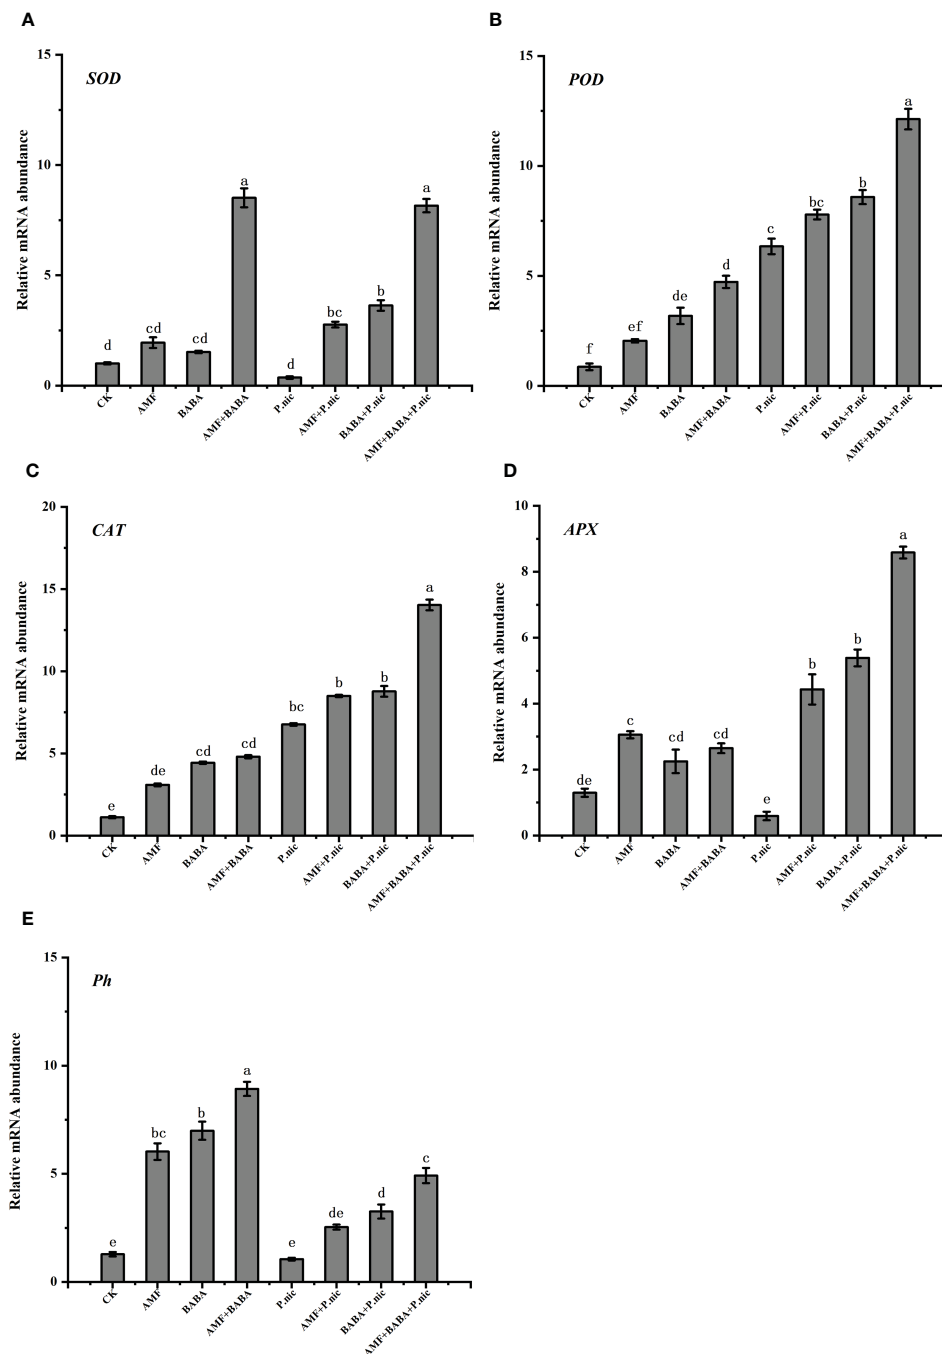 A
SOD
Relative mRNA abundance
15
10
5
0
d
cd
cd
a
d
bc
b
a
CK
AMF
BABA
AMF+BABA
P.nic
AMF+P.nic
BABA+P.nic
AMF+BABA+P.nic
B
POD
Relative mRNA abundance
15
10
5
0
f
ef
de
d
c
bc
b
a
CK
AMF
BABA
AMF+BABA
P.nic
AMF+P.nic
BABA+P.nic
AMF+BABA+P.nic
C
CAT
Relative mRNA abundance
20
15
10
5
0
e
de
cd
cd
bc
b
b
a
CK
AMF
BABA
AMF+BABA
P.nic
AMF+P.nic
BABA+P.nic
AMF+BABA+P.nic
D
APX
Relative mRNA abundance
10
8
6
4
2
0
de
c
cd
cd
e
b
b
a
CK
AMF
BABA
AMF+BABA
P.nic
AMF+P.nic
BABA+P.nic
AMF+BABA+P.nic
E
Ph
Relative mRNA abundance
15
10
5
0
e
bc
b
a
e
de
d
c
CK
AMF
BABA
AMF+BABA
P.nic
AMF+P.nic
BABA+P.nic
AMF+BABA+P.nic